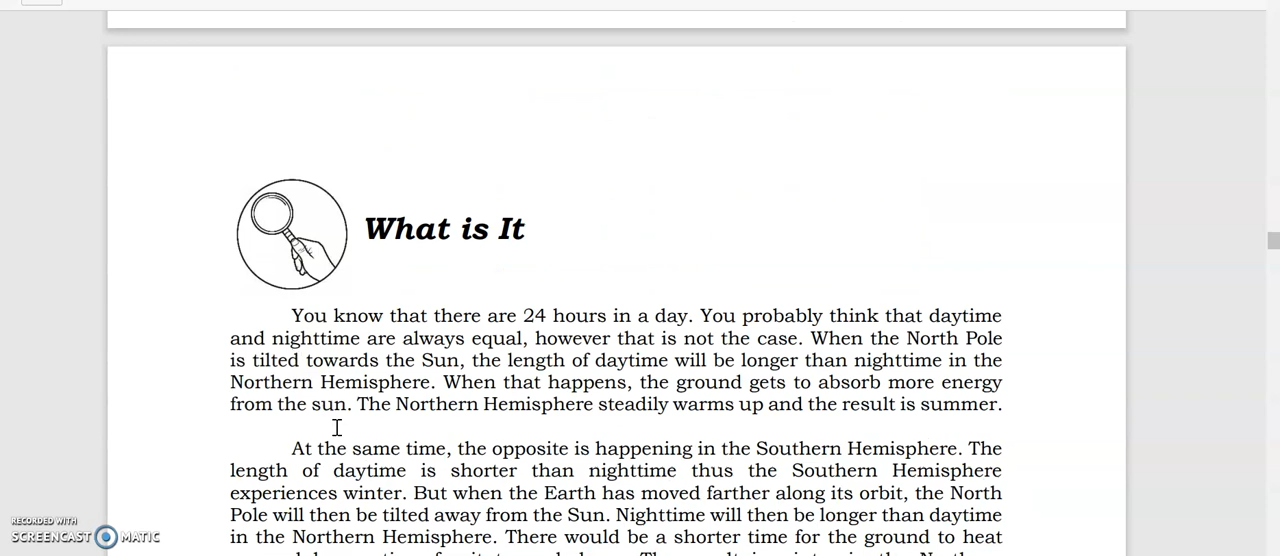 What is It
You know that there are 24 hours in a day. You probably think that daytime
and nighttime are always equal, however that is not the case. When the North Pole
is tilted towards the Sun, the length of daytime will be longer than nighttime in the
Northern Hemisphere. When that happens, the ground gets to absorb more energy
from the sun. The Northern Hemisphere steadily warms up and the result is summer.
At the same time, the opposite is happening in the Southern Hemisphere. The
length of daytime is shorter than nighttime thus the Southern Hemisphere
experiences winter. But when the Earth has moved farther along its orbit, the North
Pole will then be tilted away from the Sun. Nighttime will then be longer than daytime
in the Northern Hemisphere. There would be a shorter time for the ground to heat
RECORDED WITH
SCREENCAST MATIC